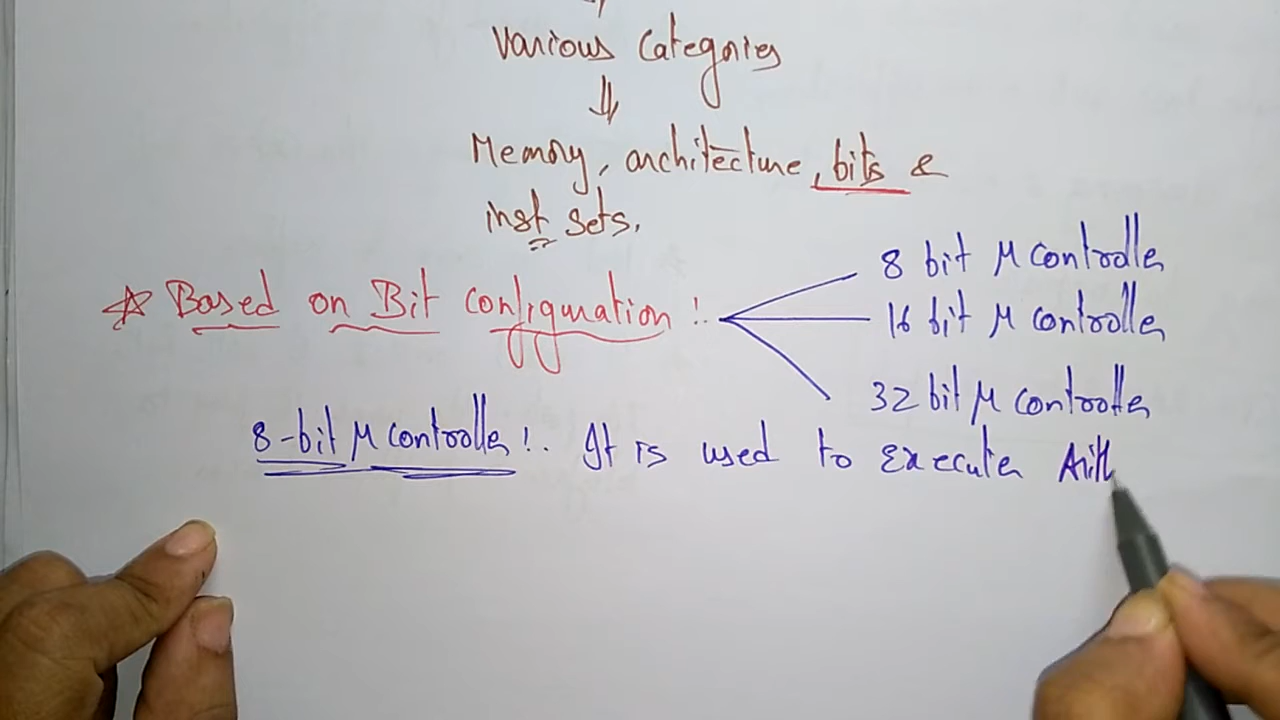 Various Categories
⇓
Memory, architecture, bits &
inst sets.
☆ Based on Bit configuration :.
8 bit μ controller
16 bit μ controller
32 bit μ controller
8-bit μ controller :. It is used to execute Arith